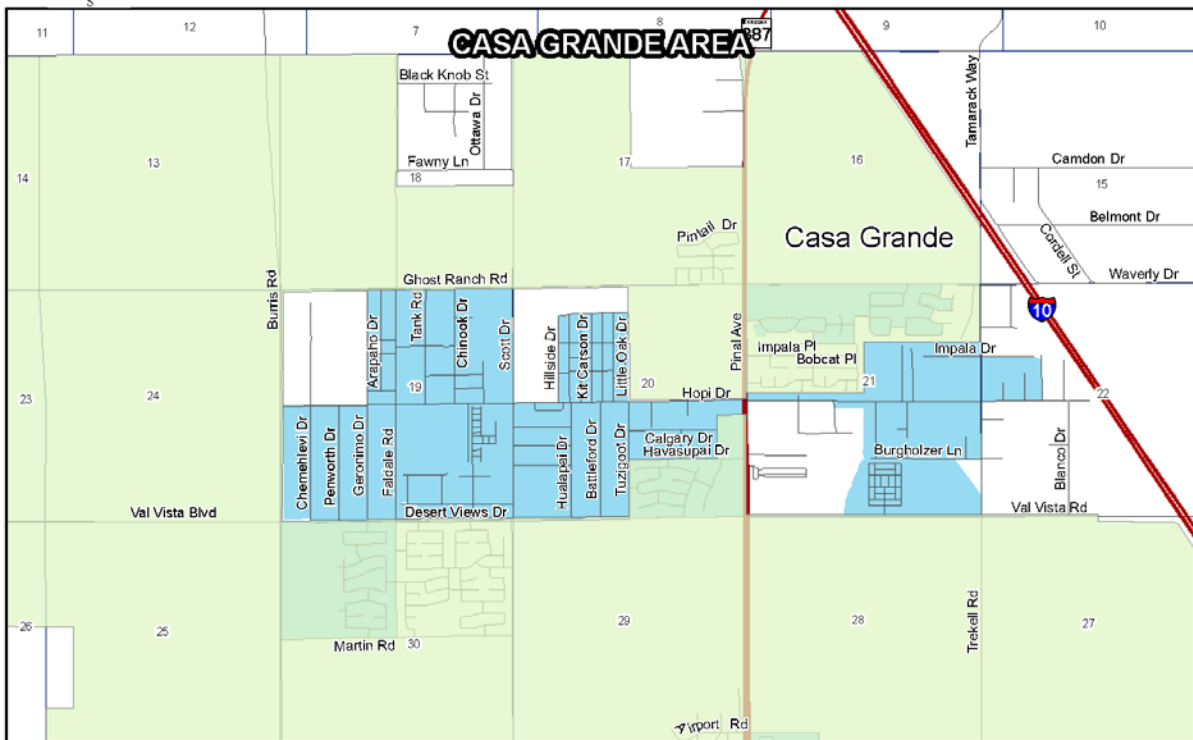 S
11
12
7
8
9
10
CASA GRANDE AREA
387
Black Knob St
Ottawa Dr
Tamarack Way
Fawny Ln
18
13
14
17
16
Camdon Dr
15
Belmont Dr
Cordell St
Waverly Dr
Pintail Dr
Casa Grande
Ghost Ranch Rd
Burris Rd
10
Arapaho Dr
Tank Rd
Chinook Dr
Scott Dr
Hillside Dr
Kit Carson Dr
Little Oak Dr
Pinal Ave
Impala Pl
Bobcat Pl
Impala Dr
19
20
21
22
23
24
Hopi Dr
Chemehlevi Dr
Penworth Dr
Geronimo Dr
Faldale Rd
Hualapai Dr
Battleford Dr
Tuzigoot Dr
Calgary Dr
Havasupai Dr
Burgholzer Ln
Blanco Dr
Val Vista Blvd
Desert Views Dr
Val Vista Rd
26
25
Martin Rd
30
29
28
Trekell Rd
27
Airport Rd